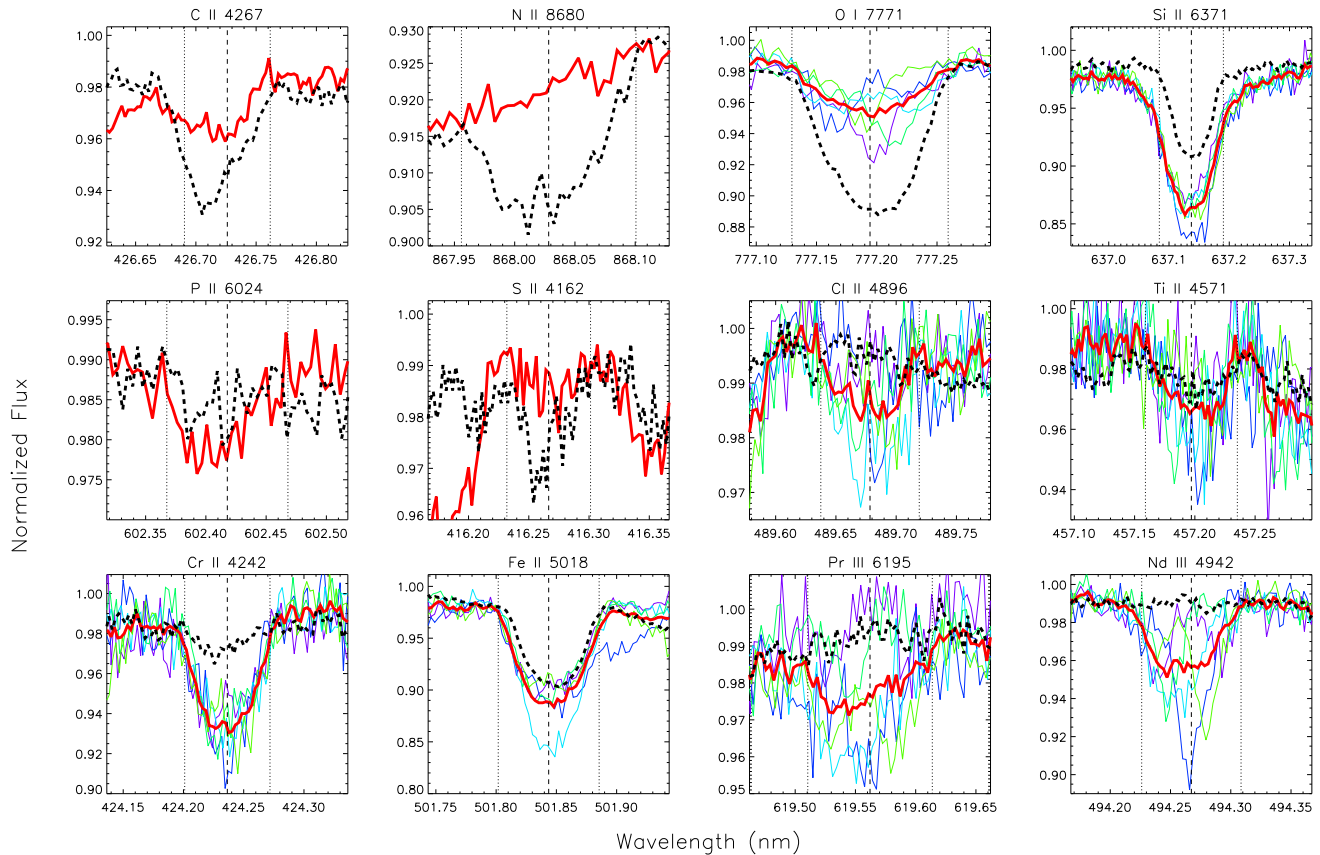 C II 4267
N II 8680
O I 7771
Si II 6371
1.00
0.98
0.96
0.94
0.92
426.65 426.70 426.75 426.80
0.930
0.925
0.920
0.915
0.910
0.905
0.900
867.95 868.00 868.05 868.10
1.00
0.98
0.96
0.94
0.92
0.90
0.88
777.10 777.15 777.20 777.25
1.00
0.95
0.90
0.85
637.0 637.1 637.2 637.3
P II 6024
S II 4162
Cl II 4896
Ti II 4571
0.995
0.990
0.985
0.980
0.975
602.35 602.40 602.45 602.50
1.00
0.99
0.98
0.97
0.96
416.20 416.25 416.30 416.35
1.00
0.99
0.98
0.97
489.60 489.65 489.70 489.75
1.00
0.98
0.96
0.94
457.10 457.15 457.20 457.25
Normalized Flux
Cr II 4242
Fe II 5018
Pr III 6195
Nd III 4942
1.00
0.98
0.96
0.94
0.92
0.90
424.15 424.20 424.25 424.30
1.00
0.95
0.90
0.85
0.80
501.75 501.80 501.85 501.90
1.00
0.99
0.98
0.97
0.96
0.95
619.50 619.55 619.60 619.65
1.00
0.98
0.96
0.94
0.92
0.90
494.20 494.25 494.30 494.35
Wavelength (nm)